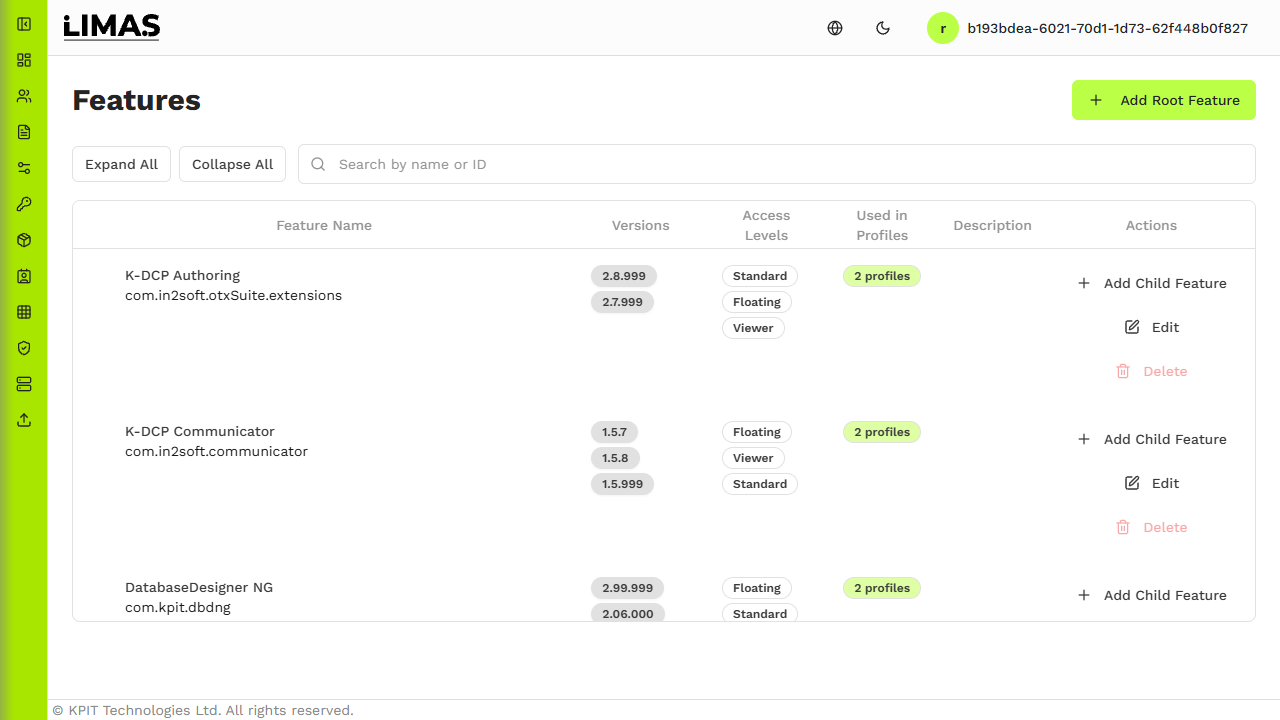 LIMAS
r
b193bdea-6021-70d1-1d73-62f448b0f827
Features
Add Root Feature
Expand All
Collapse All
Search by name or ID
Feature Name
Versions
Access Levels
Used in Profiles
Description
Actions
K-DCP Authoring
com.in2soft.otxSuite.extensions
2.8.999
2.7.999
Standard
Floating
Viewer
2 profiles
Add Child Feature
Edit
Delete
K-DCP Communicator
com.in2soft.communicator
1.5.7
1.5.8
1.5.999
Floating
Viewer
Standard
2 profiles
Add Child Feature
Edit
Delete
DatabaseDesigner NG
com.kpit.dbdng
2.99.999
2.06.000
Floating
Standard
2 profiles
Add Child Feature
© KPIT Technologies Ltd. All rights reserved.